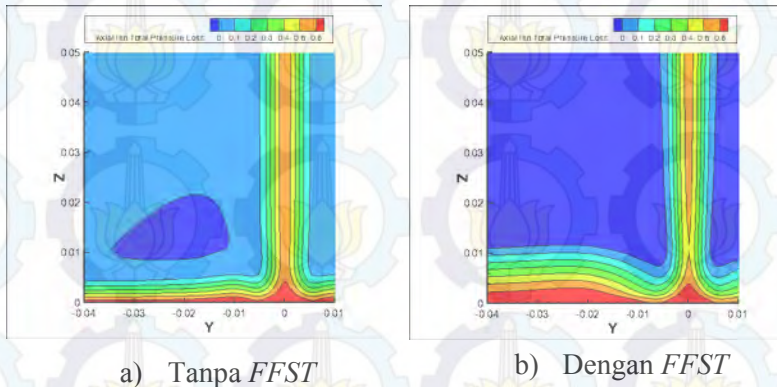 0 0.1 0.2 0.3 0.4 0.6 0.8
Axial fan Total Pressure Loss:
0.05
0.04
0.03
Z
0.02
0.01
0
-0.04 -0.03 -0.02 -0.01 0 0.01
Y
a) Tanpa FFST
0 0.1 0.2 0.3 0.4 0.6 0.8
Axial fan Total Pressure Loss:
0.05
0.04
0.03
Z
0.02
0.01
0
-0.04 -0.03 -0.02 -0.01 0 0.01
Y
b) Dengan FFST